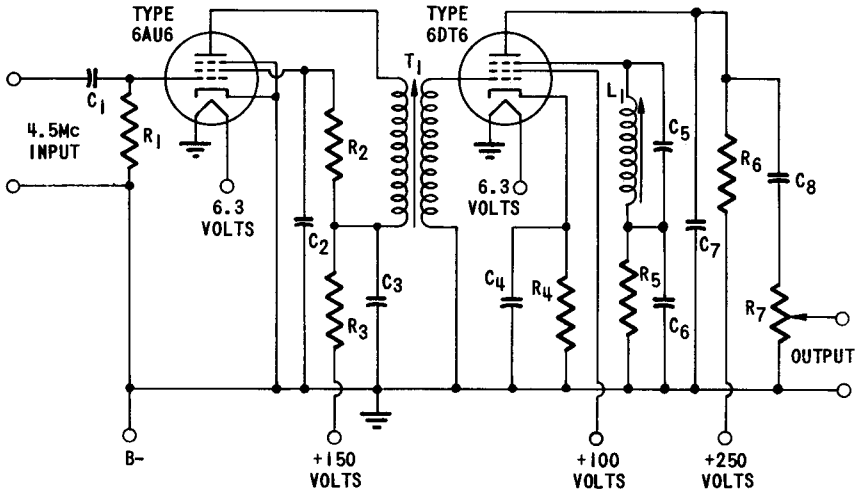 TYPE
6AU6
TYPE
6DT6
C1
4.5Mc
INPUT
R1
6.3
VOLTS
R2
C2
R3
C3
T1
6.3
VOLTS
C4
R4
L1
C5
R5
C6
C7
R6
C8
R7
OUTPUT
B-
+150
VOLTS
+100
VOLTS
+250
VOLTS